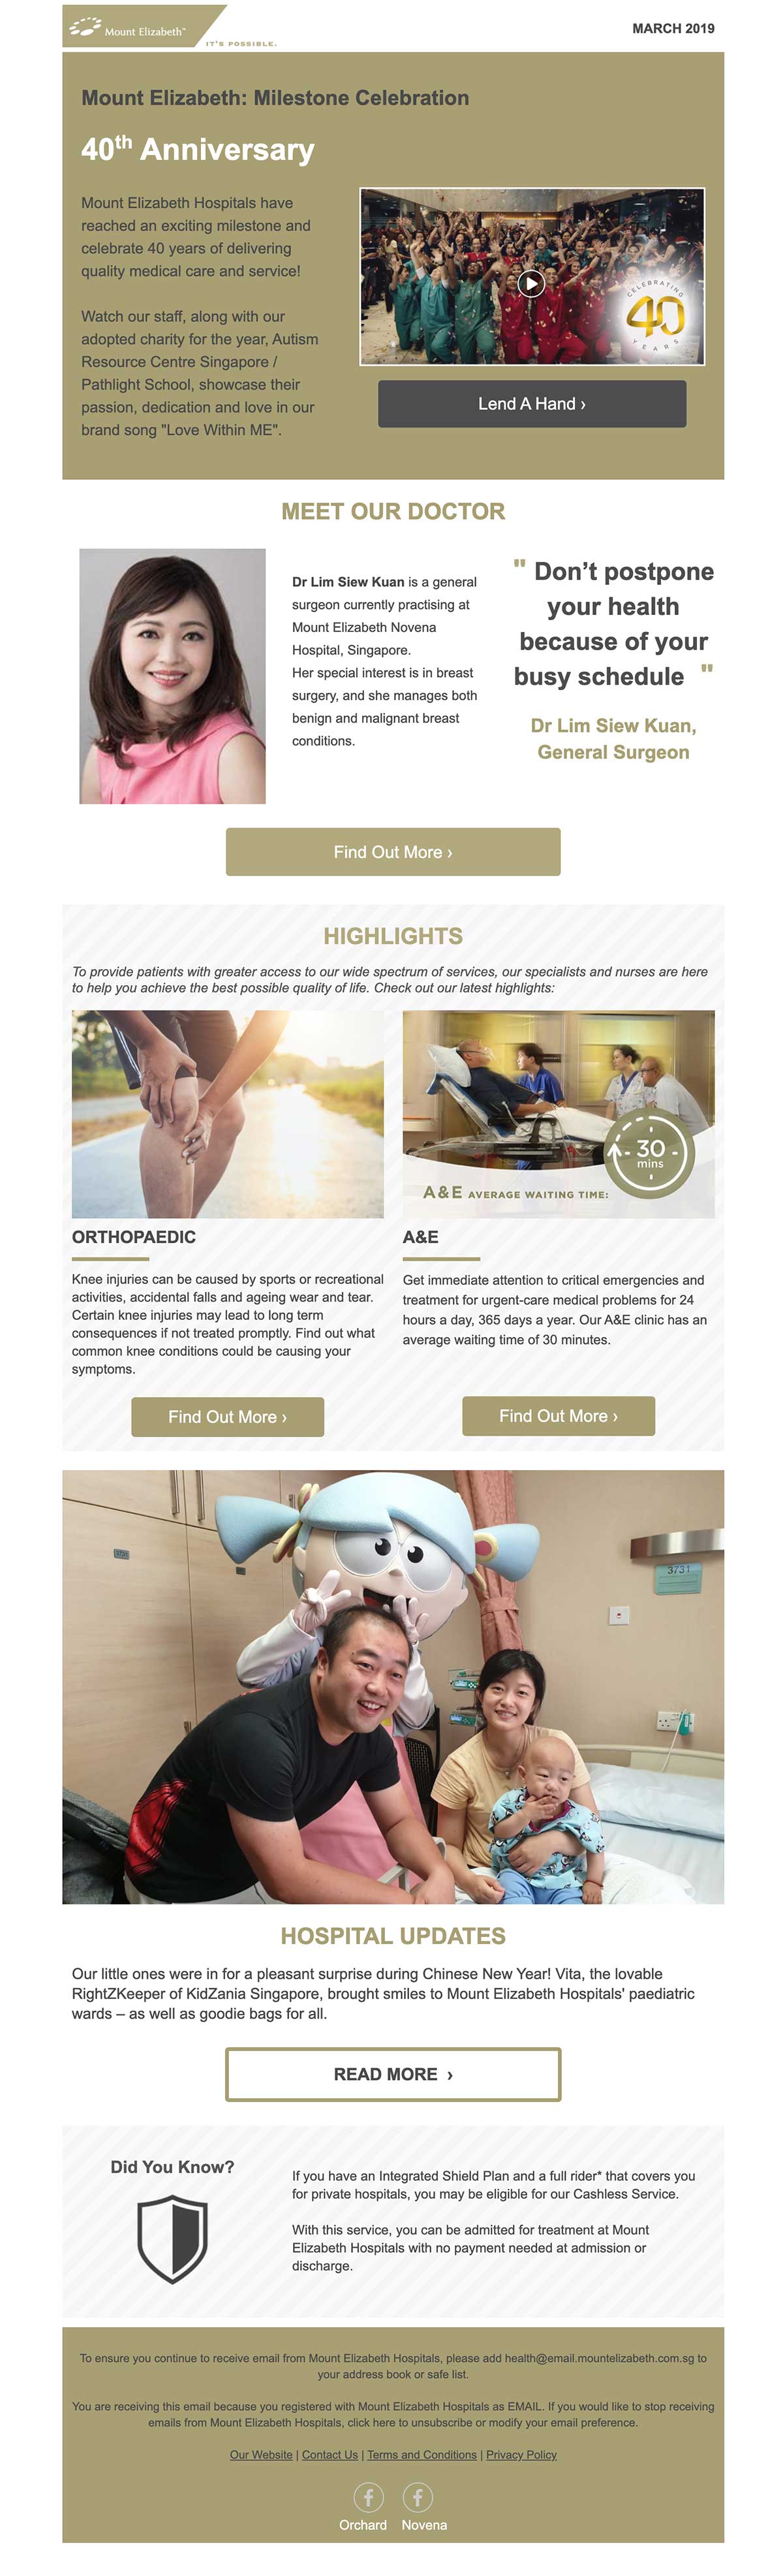 Mount Elizabeth™
IT'S POSSIBLE.
MARCH 2019
Mount Elizabeth: Milestone Celebration
40th Anniversary
Mount Elizabeth Hospitals have
reached an exciting milestone and
celebrate 40 years of delivering
quality medical care and service!
Watch our staff, along with our
adopted charity for the year, Autism
Resource Centre Singapore /
Pathlight School, showcase their
passion, dedication and love in our
brand song "Love Within ME".
CELEBRATING
40
YEARS
Lend A Hand ›
MEET OUR DOCTOR
Dr Lim Siew Kuan is a general
surgeon currently practising at
Mount Elizabeth Novena
Hospital, Singapore.
Her special interest is in breast
surgery, and she manages both
benign and malignant breast
conditions.
" Don’t postpone
your health
because of your
busy schedule "
Dr Lim Siew Kuan,
General Surgeon
Find Out More ›
HIGHLIGHTS
To provide patients with greater access to our wide spectrum of services, our specialists and nurses are here
to help you achieve the best possible quality of life. Check out our latest highlights:
30
mins
A&E AVERAGE WAITING TIME:
ORTHOPAEDIC
Knee injuries can be caused by sports or recreational
activities, accidental falls and ageing wear and tear.
Certain knee injuries may lead to long term
consequences if not treated promptly. Find out what
common knee conditions could be causing your
symptoms.
Find Out More ›
A&E
Get immediate attention to critical emergencies and
treatment for urgent-care medical problems for 24
hours a day, 365 days a year. Our A&E clinic has an
average waiting time of 30 minutes.
Find Out More ›
3731
HOSPITAL UPDATES
Our little ones were in for a pleasant surprise during Chinese New Year! Vita, the lovable
RightZKeeper of KidZania Singapore, brought smiles to Mount Elizabeth Hospitals' paediatric
wards – as well as goodie bags for all.
READ MORE ›
Did You Know?
If you have an Integrated Shield Plan and a full rider* that covers you
for private hospitals, you may be eligible for our Cashless Service.
With this service, you can be admitted for treatment at Mount
Elizabeth Hospitals with no payment needed at admission or
discharge.
To ensure you continue to receive email from Mount Elizabeth Hospitals, please add health@email.mountelizabeth.com.sg to
your address book or safe list.
You are receiving this email because you registered with Mount Elizabeth Hospitals as EMAIL. If you would like to stop receiving
emails from Mount Elizabeth Hospitals, click here to unsubscribe or modify your email preference.
Our Website | Contact Us | Terms and Conditions | Privacy Policy
Orchard Novena